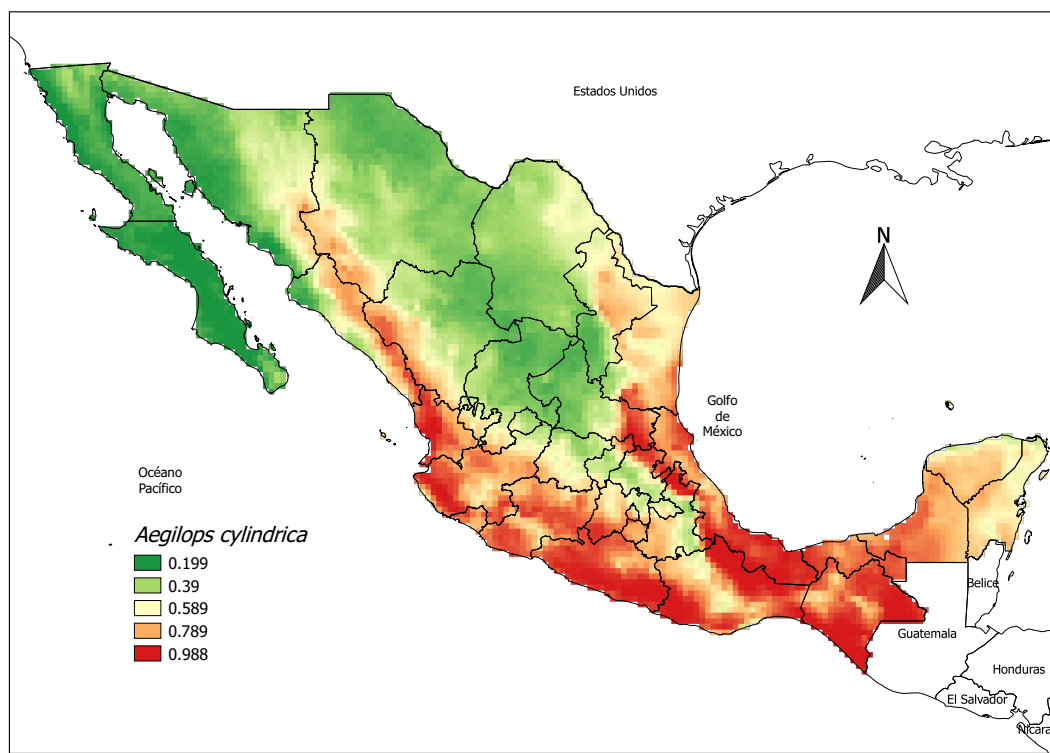 Estados Unidos
N
Golfo
de
México
Océano
Pacífico
Aegilops cylindrica
0.199
0.39
0.589
0.789
0.988
Belice
Guatemala
Honduras
El Salvador
Nicara